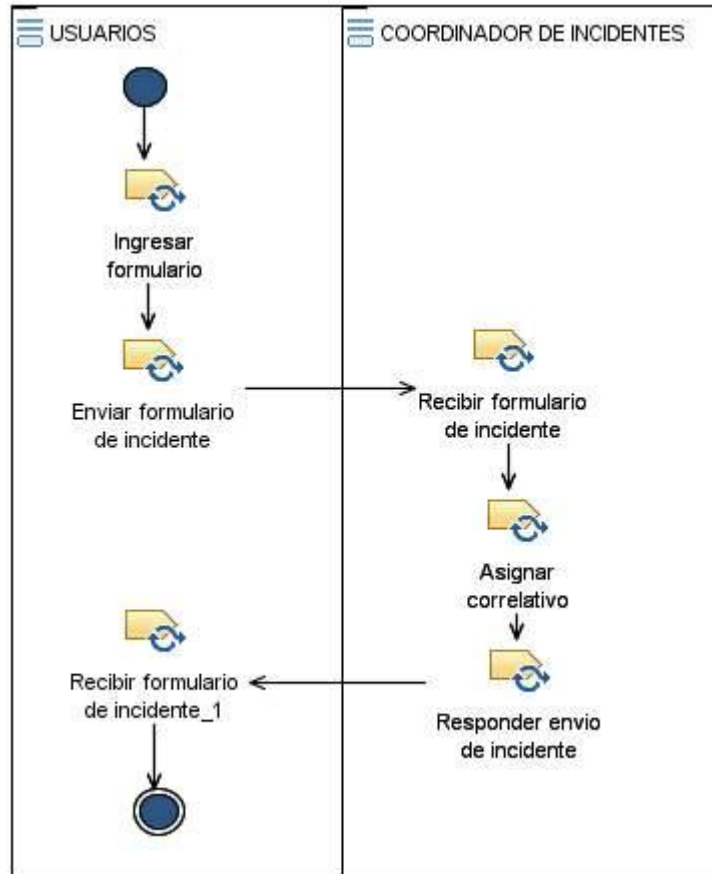 USUARIOS
COORDINADOR DE INCIDENTES
Ingresar
formulario
Enviar formulario
de incidente
Recibir formulario
de incidente
Asignar
correlativo
Responder envio
de incidente
Recibir formulario
de incidente_1